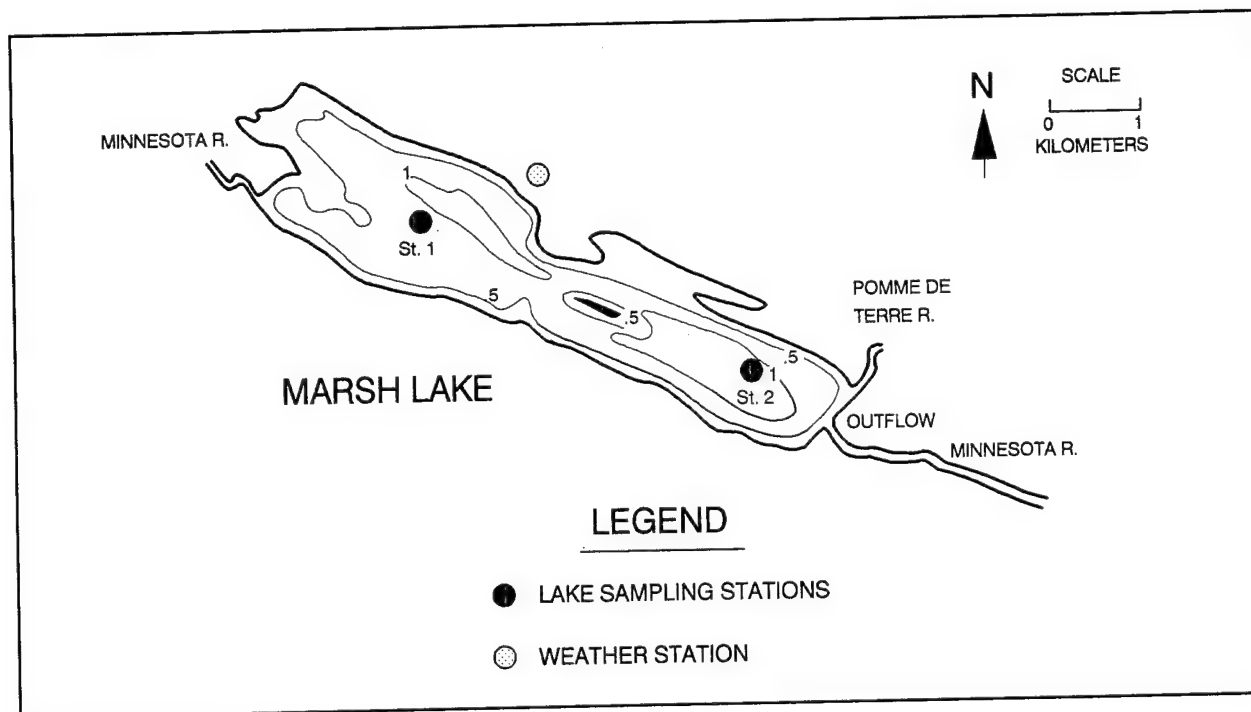 N
SCALE
0 1
KILOMETERS
MINNESOTA R.
1
St. 1
.5
.5
POMME DE
TERRE R.
.5
1
St. 2
OUTFLOW
MINNESOTA R.
MARSH LAKE
LEGEND
LAKE SAMPLING STATIONS
WEATHER STATION